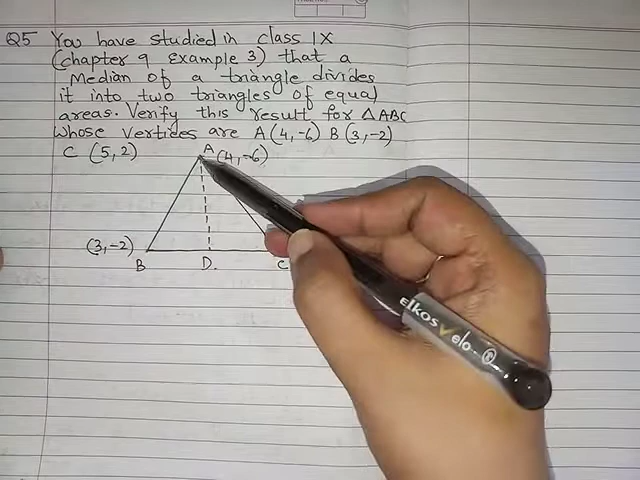 Q5 You have studied in class IX
(chapter 9 example 3) that a
Median of a triangle divides
it into two triangles of equal
areas. Verify this result for △ABC
whose vertices are A(4,-6) B(3,-2)
C (5,2)
A (4,-6)
(3,-2)
B D. C
elkos Velo